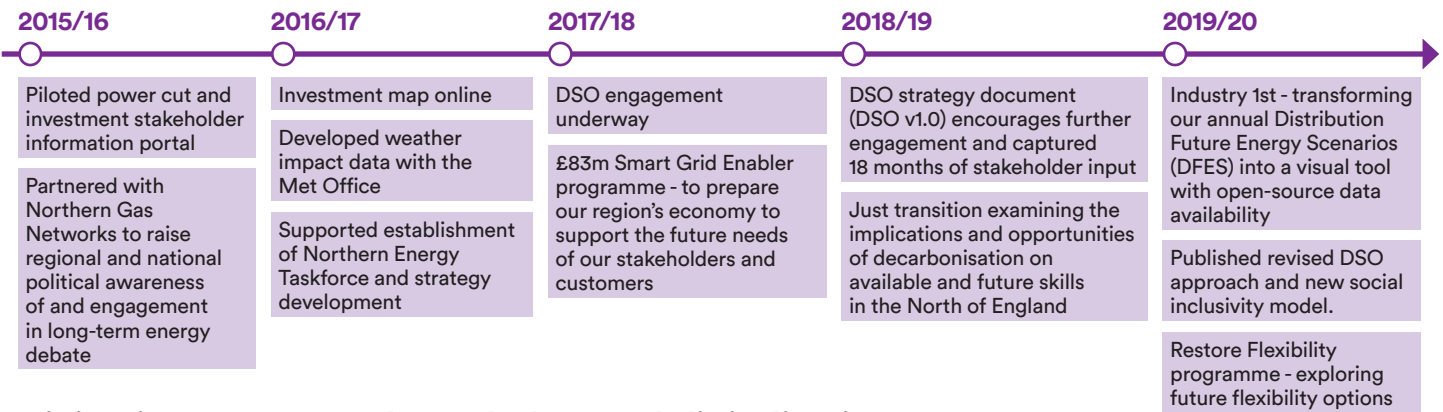 2015/16
Piloted power cut and
investment stakeholder
information portal
Partnered with
Northern Gas
Networks to raise
regional and national
political awareness
of and engagement
in long-term energy
debate
2016/17
Investment map online
Developed weather
impact data with the
Met Office
Supported establishment
of Northern Energy
Taskforce and strategy
development
2017/18
DSO engagement
underway
£83m Smart Grid Enabler
programme - to prepare
our region's economy to
support the future needs
of our stakeholders and
customers
2018/19
DSO strategy document
(DSO v1.0) encourages further
engagement and captured
18 months of stakeholder input
Just transition examining the
implications and opportunities
of decarbonisation on
available and future skills
in the North of England
2019/20
Industry 1st - transforming
our annual Distribution
Future Energy Scenarios
(DFES) into a visual tool
with open-source data
availability
Published revised DSO
approach and new social
inclusivity model.
Restore Flexibility
programme - exploring
future flexibility options